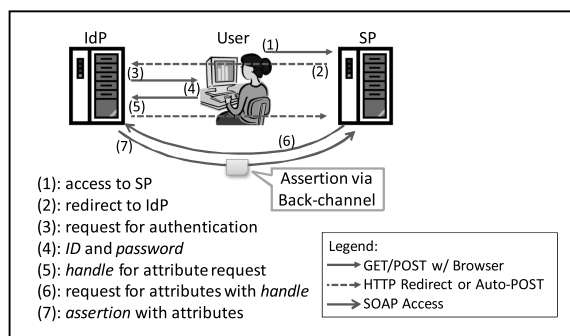 IdP User SP
(1)
(2)
(3)
(4)
(5)
(6)
(7)
Assertion via
Back-channel
(1): access to SP
(2): redirect to IdP
(3): request for authentication
(4): ID and password
(5): handle for attribute request
(6): request for attributes with handle
(7): assertion with attributes
Legend:
GET/POST w/ Browser
HTTP Redirect or Auto-POST
SOAP Access